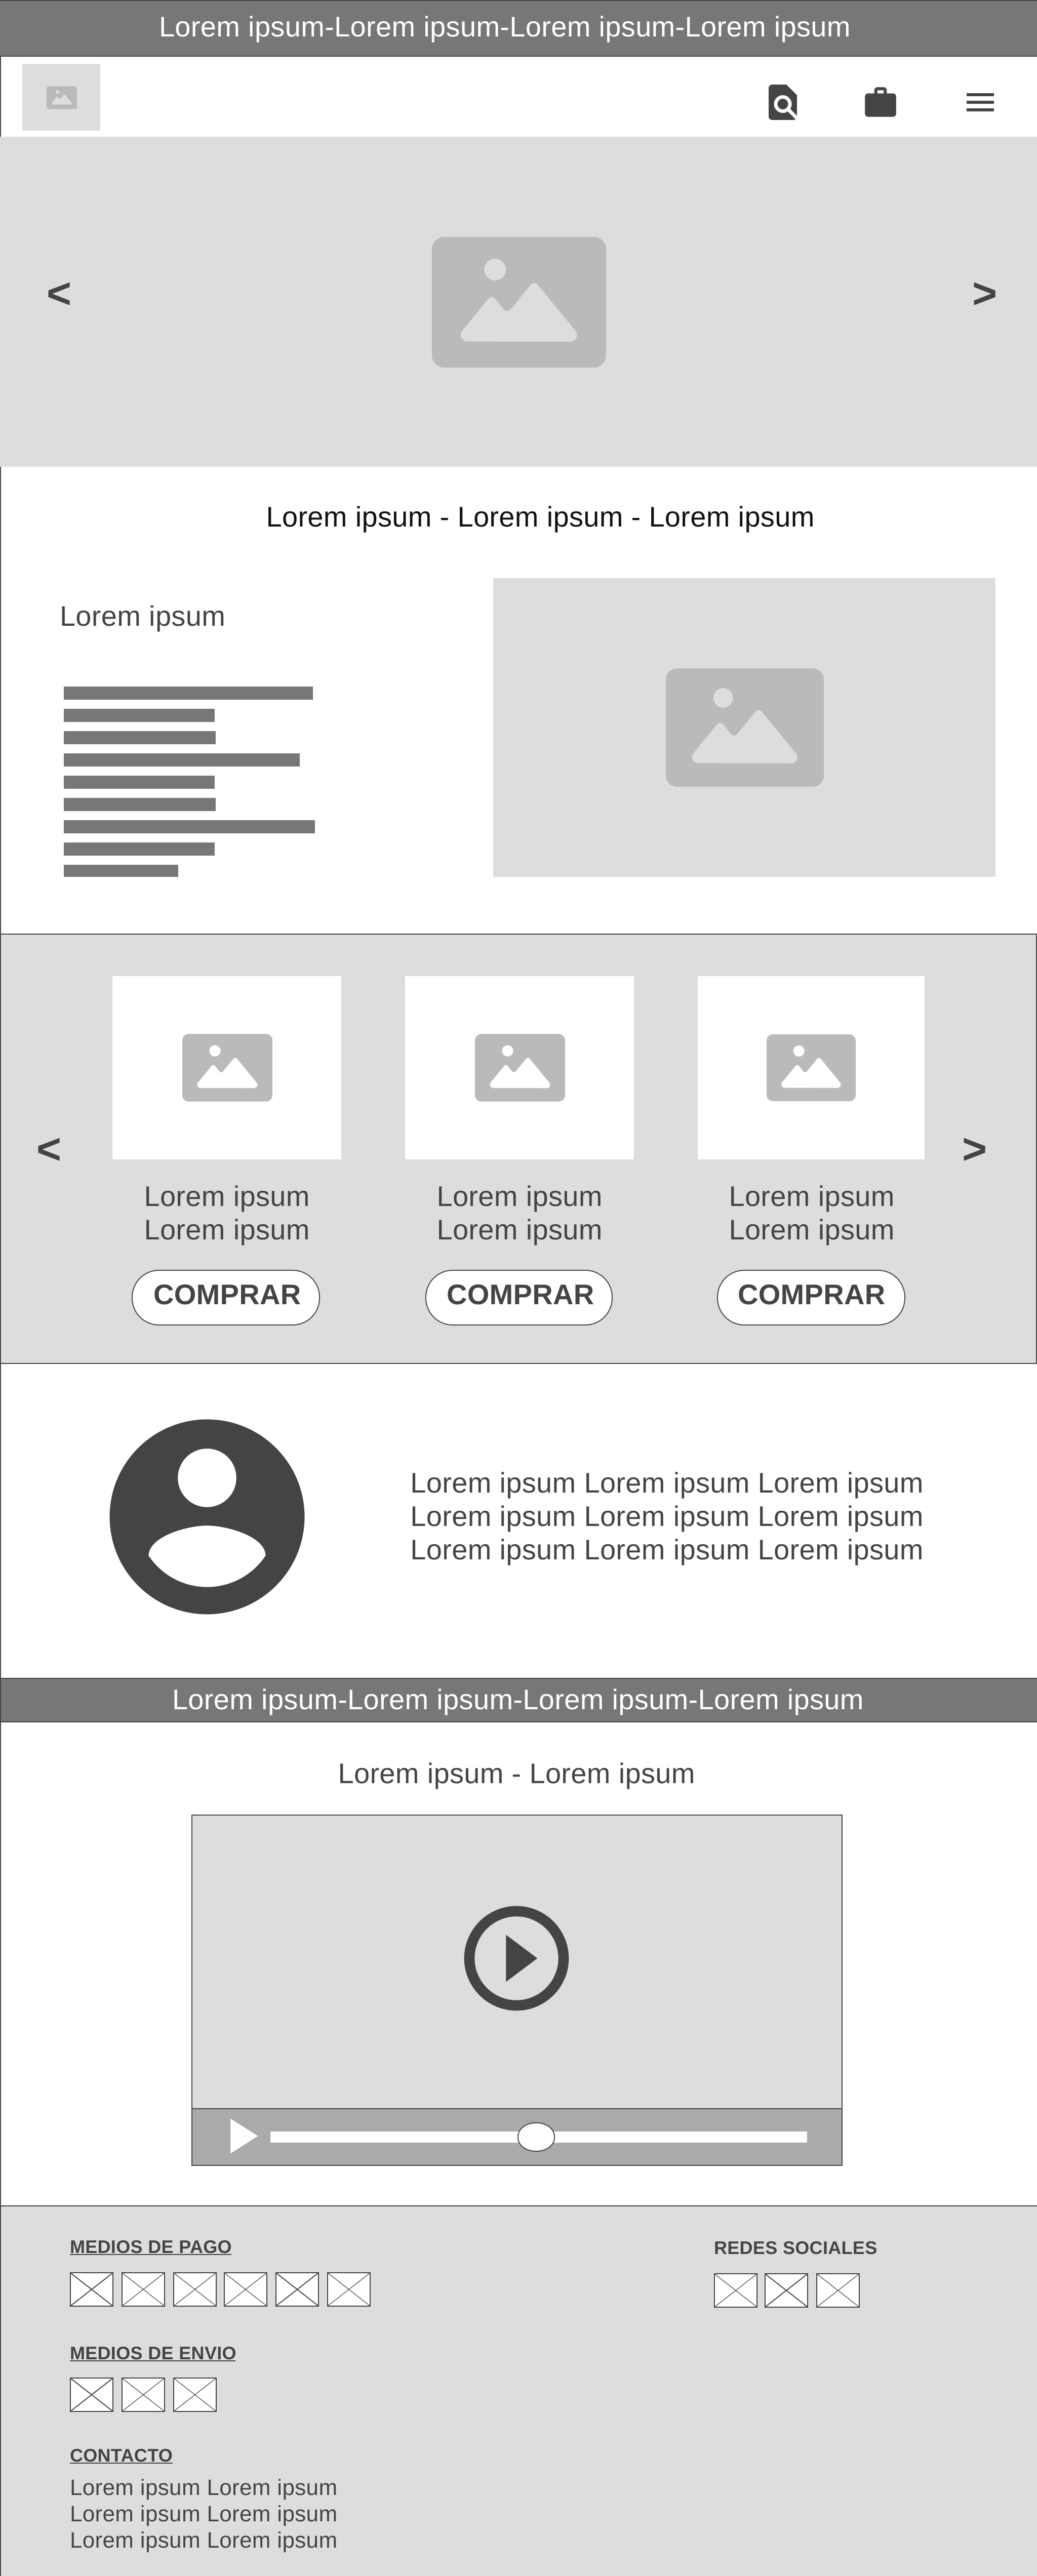 Lorem ipsum-Lorem ipsum-Lorem ipsum-Lorem ipsum
<
>
Lorem ipsum - Lorem ipsum - Lorem ipsum
Lorem ipsum
<
>
Lorem ipsum
Lorem ipsum
COMPRAR
Lorem ipsum
Lorem ipsum
COMPRAR
Lorem ipsum
Lorem ipsum
COMPRAR
Lorem ipsum Lorem ipsum Lorem ipsum
Lorem ipsum Lorem ipsum Lorem ipsum
Lorem ipsum Lorem ipsum Lorem ipsum
Lorem ipsum-Lorem ipsum-Lorem ipsum-Lorem ipsum
Lorem ipsum - Lorem ipsum
MEDIOS DE PAGO
REDES SOCIALES
MEDIOS DE ENVIO
CONTACTO
Lorem ipsum Lorem ipsum
Lorem ipsum Lorem ipsum
Lorem ipsum Lorem ipsum